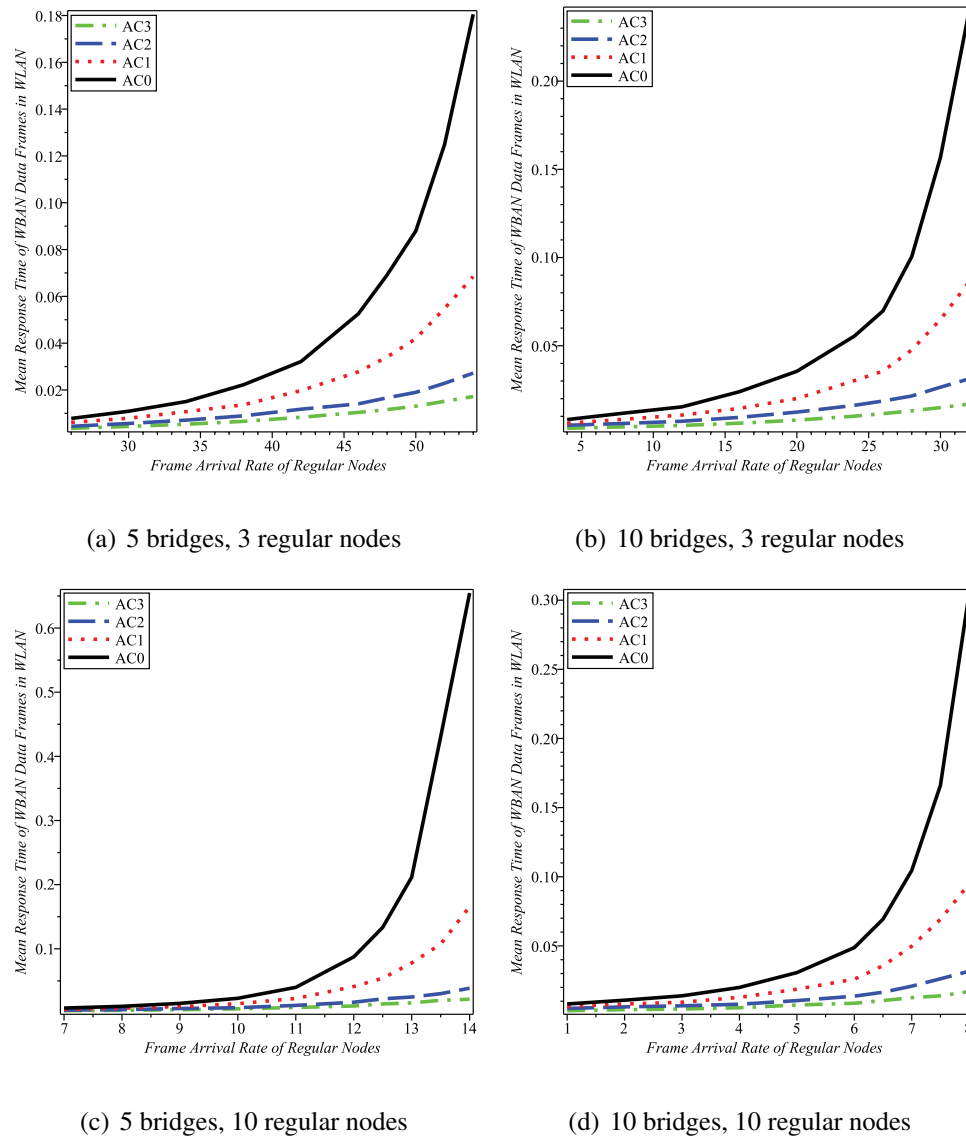 0.18
0.16
0.14
0.12
0.10
0.08
0.06
0.04
0.02
Mean Response Time of WBAN Data Frames in WLAN
AC3
AC2
AC1
AC0
30 35 40 45 50
Frame Arrival Rate of Regular Nodes
(a) 5 bridges, 3 regular nodes
0.20
0.15
0.10
0.05
Mean Response Time of WBAN Data Frames in WLAN
AC3
AC2
AC1
AC0
5 10 15 20 25 30
Frame Arrival Rate of Regular Nodes
(b) 10 bridges, 3 regular nodes
0.6
0.5
0.4
0.3
0.2
0.1
Mean Response Time of WBAN Data Frames in WLAN
AC3
AC2
AC1
AC0
7 8 9 10 11 12 13 14
Frame Arrival Rate of Regular Nodes
(c) 5 bridges, 10 regular nodes
0.30
0.25
0.20
0.15
0.10
0.05
Mean Response Time of WBAN Data Frames in WLAN
AC3
AC2
AC1
AC0
1 2 3 4 5 6 7 8
Frame Arrival Rate of Regular Nodes
(d) 10 bridges, 10 regular nodes